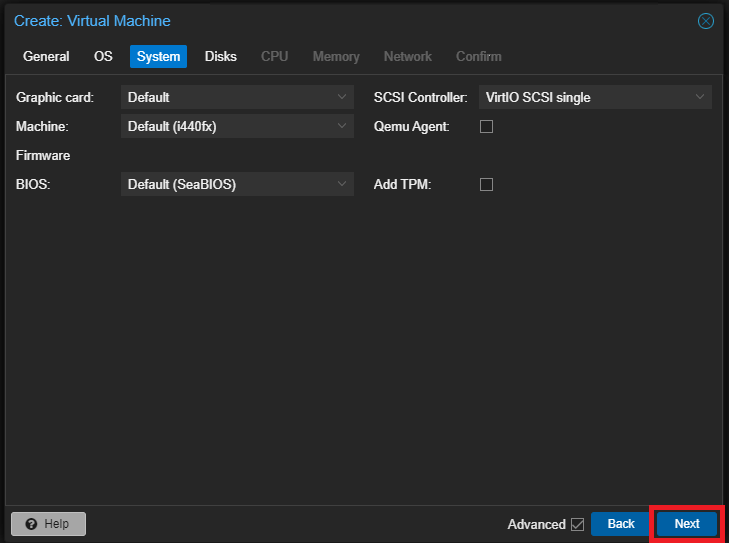 Create: Virtual Machine
General OS System Disks CPU Memory Network Confirm
Graphic card: Default SCSI Controller: VirtIO SCSI single
Machine: Default (i440fx) Qemu Agent:
Firmware
BIOS: Default (SeaBIOS) Add TPM:
Help Advanced Back Next